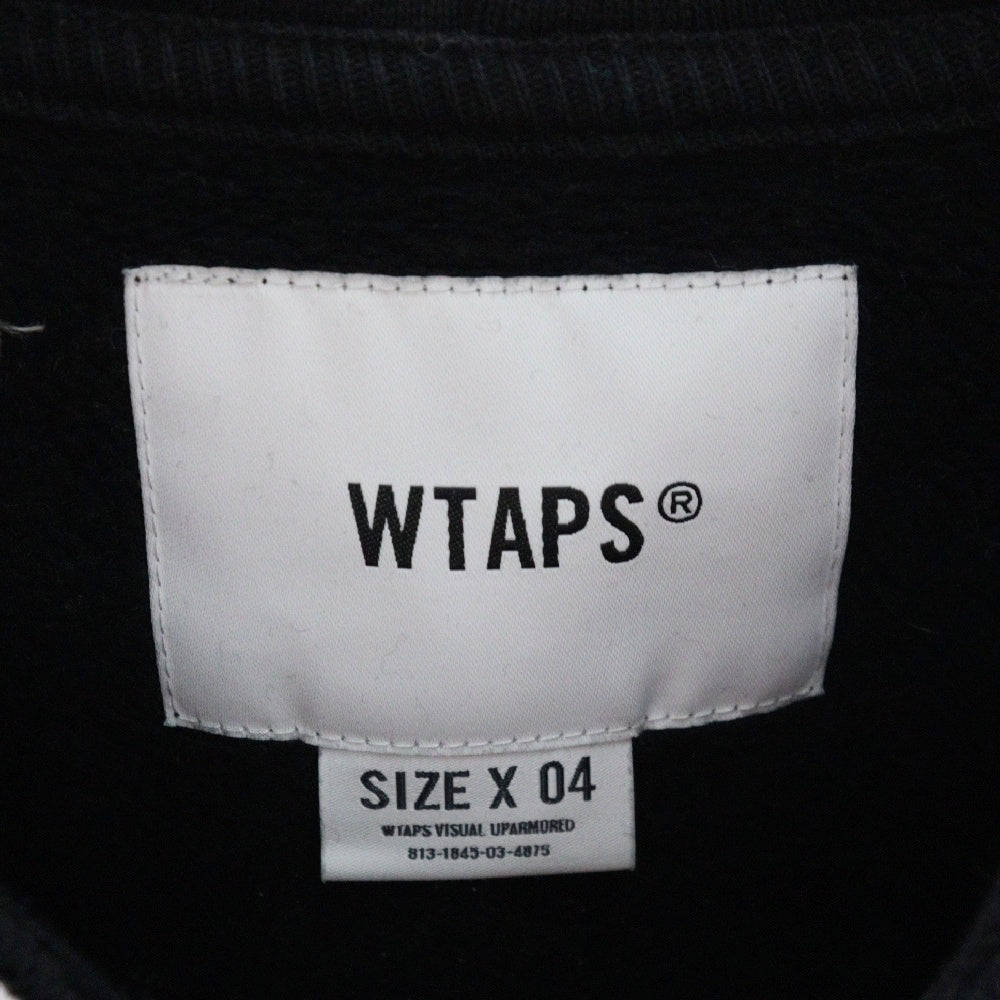 WTAPS®
SIZE X 04
WTAPS VISUAL UPARMORED
813-1845-03-4875